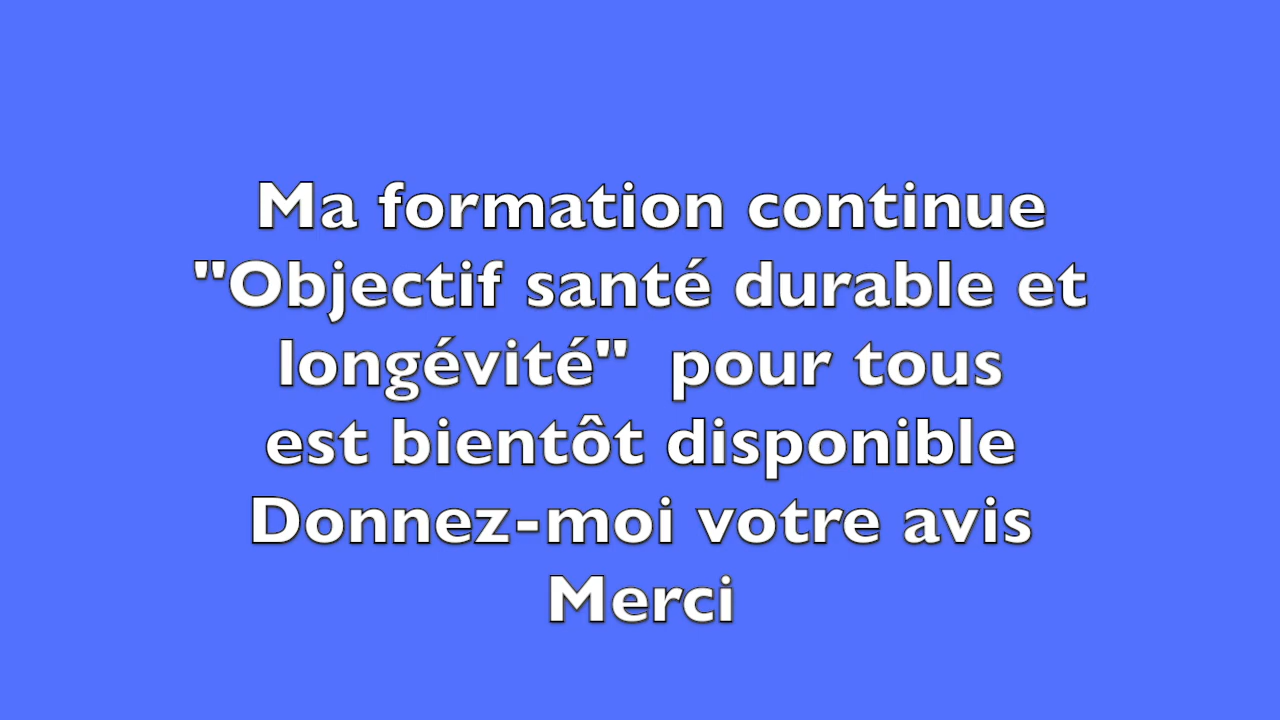 Ma formation continue
"Objectif santé durable et
longévité"  pour tous
est bientôt disponible
Donnez-moi votre avis
Merci